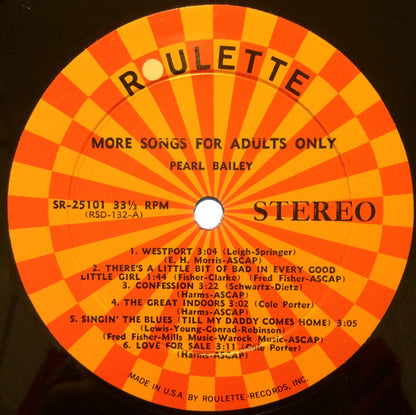 ROULETTE
MORE SONGS FOR ADULTS ONLY
PEARL BAILEY
SR-25101 33⅓ RPM
(RSD-132-A)
STEREO
1. WESTPORT 3:04 (Leigh-Springer)
(E. H. Morris-ASCAP)
2. THERE'S A LITTLE BIT OF BAD IN EVERY GOOD
LITTLE GIRL 1:44 (Fisher-Clarke) (Fred Fisher-ASCAP)
3. CONFESSION 3:22 (Schwartz-Dietz)
(Harms-ASCAP)
4. THE GREAT INDOORS 3:02 (Cole Porter)
(Harms-ASCAP)
5. SINGIN' THE BLUES (TILL MY DADDY COMES HOME) 3:05
(Lewis-Young-Conrad-Robinson)
(Fred Fisher-Mills Music-Warock Music-ASCAP)
6. LOVE FOR SALE 3:11 (Cole Porter)
(Harms-ASCAP)
MADE IN U.S.A. BY ROULETTE RECORDS, INC.